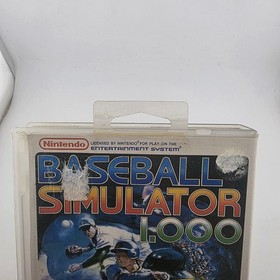 Nintendo
LICENSED BY NINTENDO® FOR PLAY ON THE
ENTERTAINMENT SYSTEM®
BASEBALL
SIMULATOR
1.000